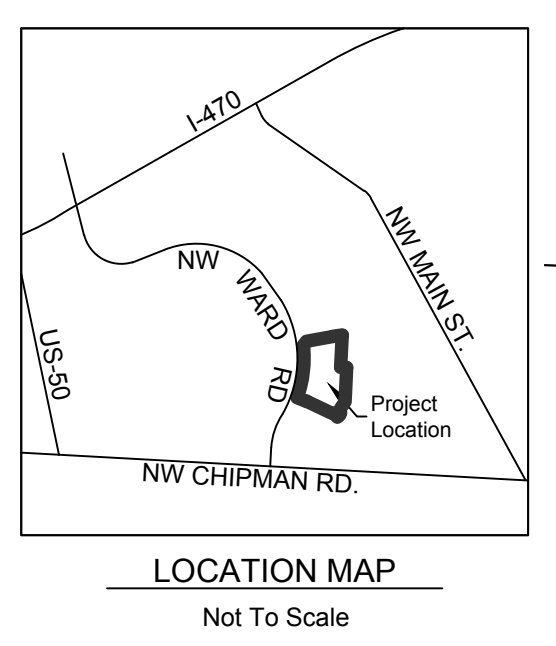 I-470
NW MAIN ST.
NW WARD RD
US-50
Project
Location
NW CHIPMAN RD.
LOCATION MAP
Not To Scale